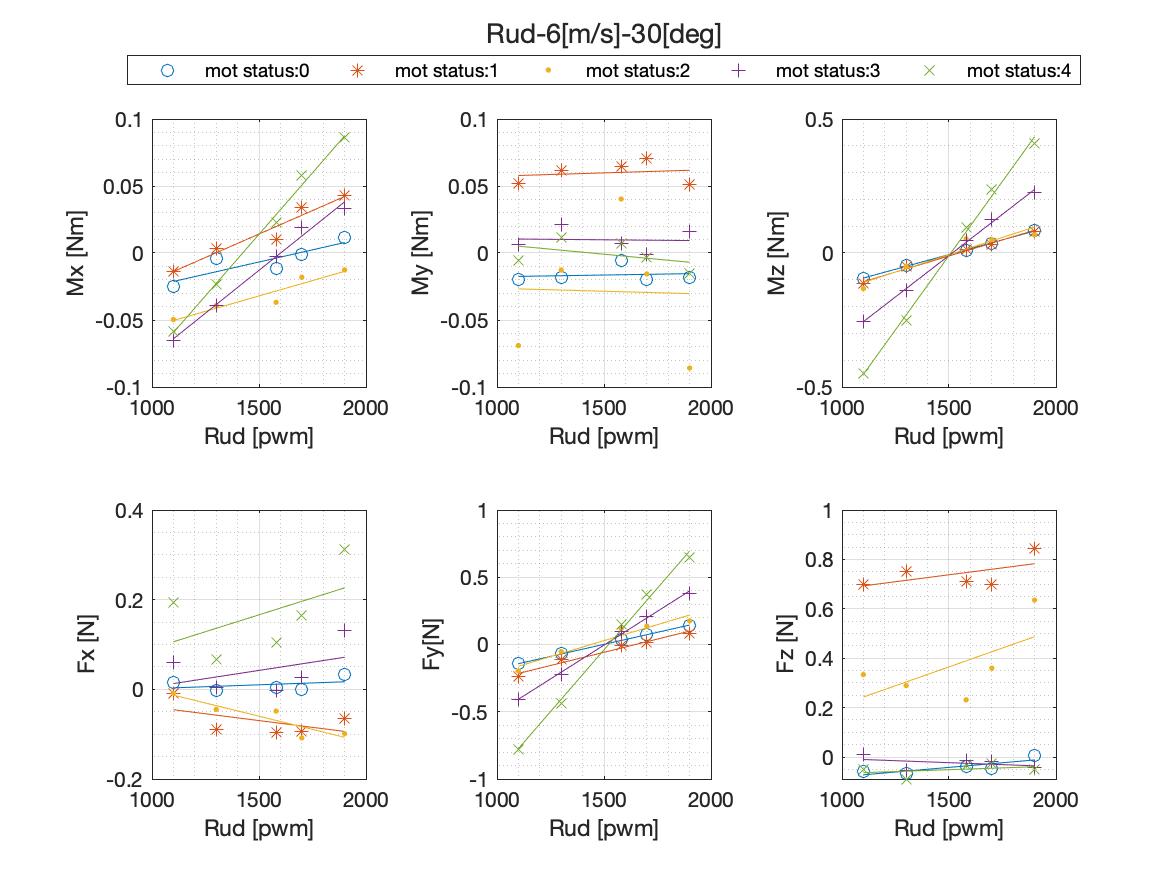 Rud-6[m/s]-30[deg]
mot status:0 mot status:1 mot status:2 mot status:3 mot status:4
0.1
0.05
0
-0.05
-0.1
Mx [Nm]
1000 1500 2000
Rud [pwm]
0.1
0.05
0
-0.05
-0.1
My [Nm]
1000 1500 2000
Rud [pwm]
0.5
0
-0.5
Mz [Nm]
1000 1500 2000
Rud [pwm]
0.4
0.2
0
-0.2
Fx [N]
1000 1500 2000
Rud [pwm]
1
0.5
0
-0.5
-1
Fy[N]
1000 1500 2000
Rud [pwm]
1
0.8
0.6
0.4
0.2
0
Fz [N]
1000 1500 2000
Rud [pwm]